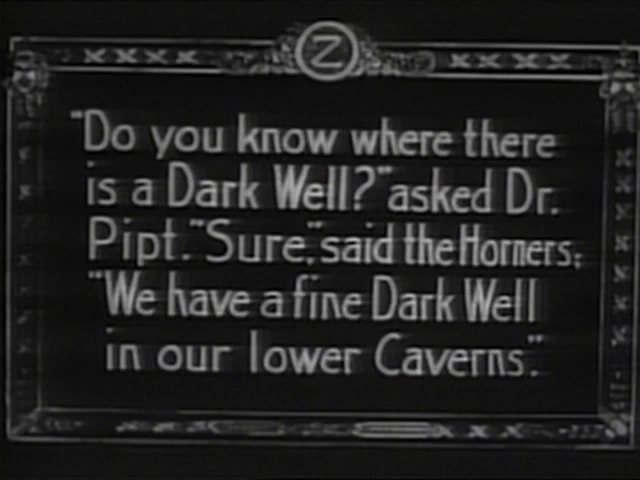 Z
"Do you know where there
is a Dark Well?" asked Dr.
Pipt. "Sure," said the Horners;
"We have a fine Dark Well
in our lower Caverns."